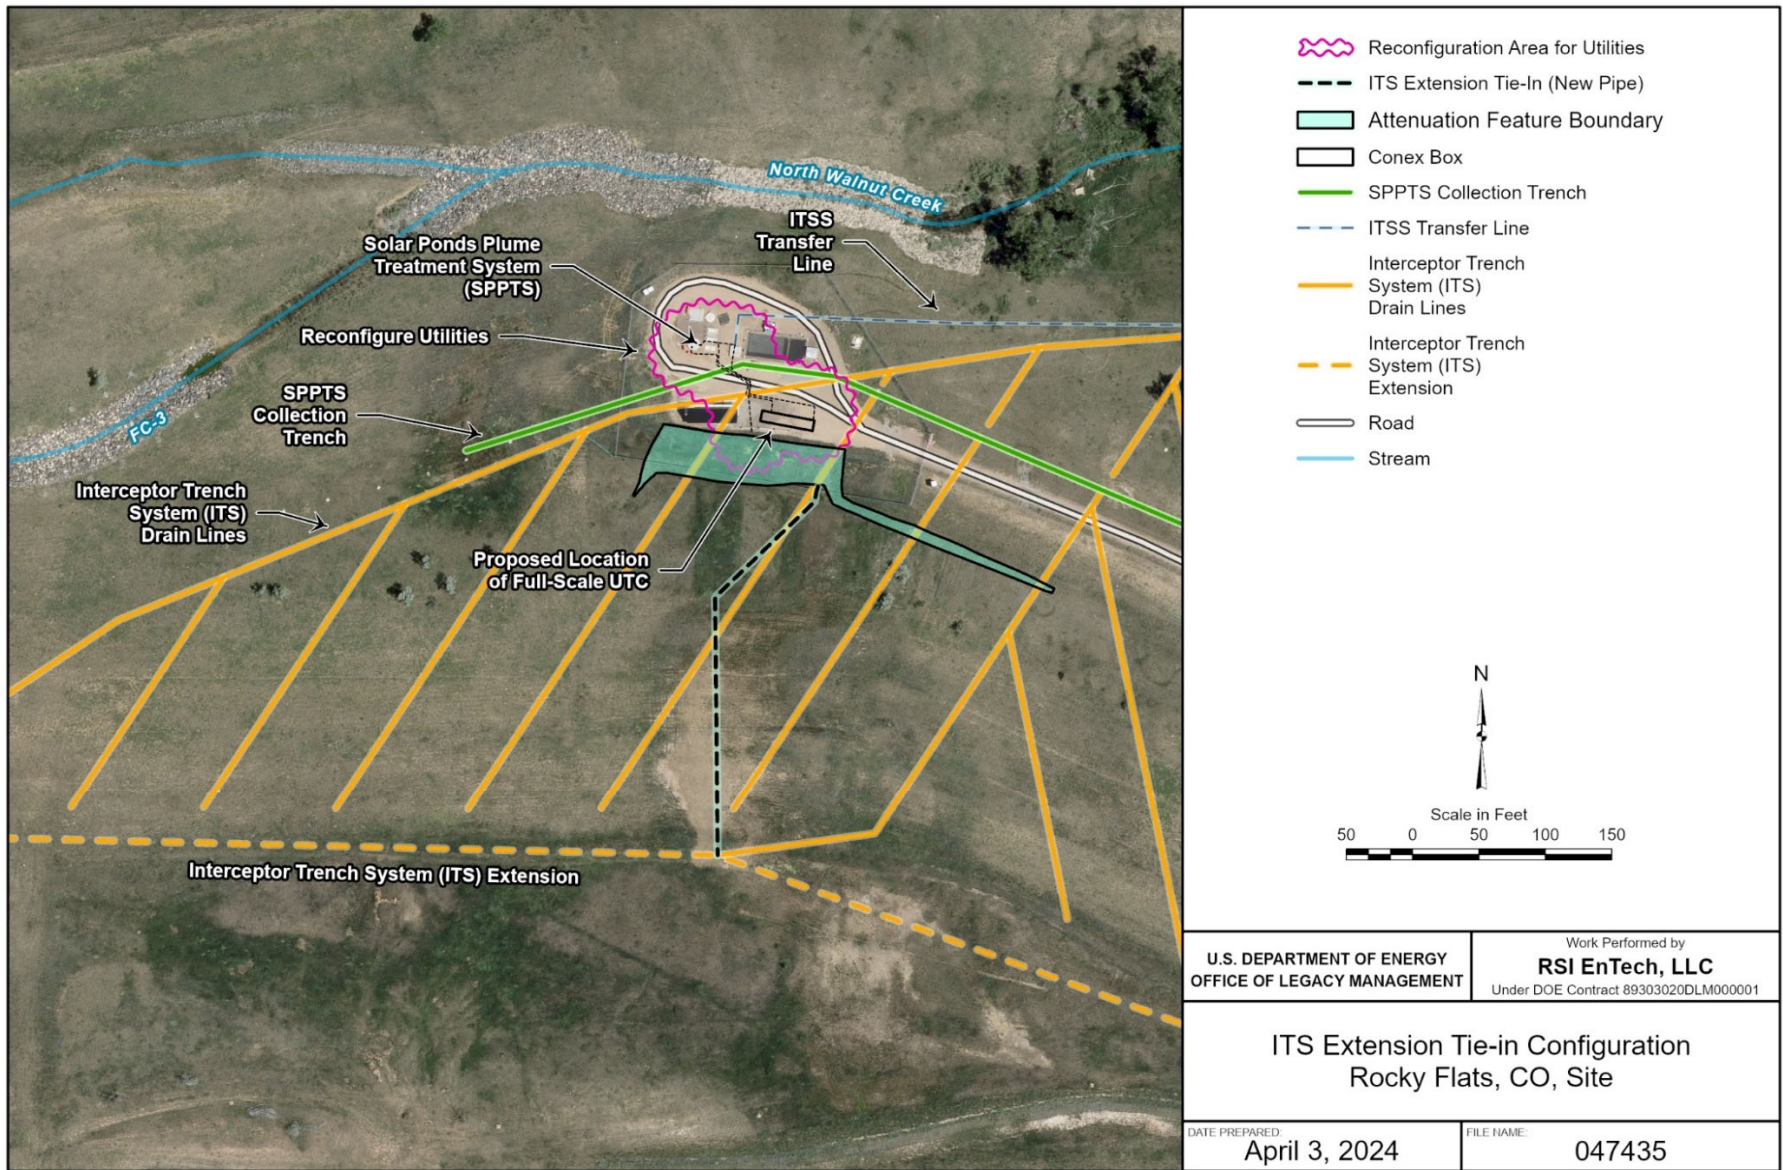 North Walnut Creek
ITSS
Transfer
Line
Solar Ponds Plume
Treatment System
(SPPTS)
Reconfigure Utilities
SPPTS
Collection
Trench
FC-3
Interceptor Trench
System (ITS)
Drain Lines
Proposed Location
of Full-Scale UTC
Interceptor Trench System (ITS) Extension
Reconfiguration Area for Utilities
ITS Extension Tie-In (New Pipe)
Attenuation Feature Boundary
Conex Box
SPPTS Collection Trench
ITSS Transfer Line
Interceptor Trench
System (ITS)
Drain Lines
Interceptor Trench
System (ITS)
Extension
Road
Stream
N
Scale in Feet
50 0 50 100 150
U.S. DEPARTMENT OF ENERGY
OFFICE OF LEGACY MANAGEMENT
Work Performed by
RSI EnTech, LLC
Under DOE Contract 89303020DLM000001
ITS Extension Tie-in Configuration
Rocky Flats, CO, Site
DATE PREPARED:
April 3, 2024
FILE NAME:
047435